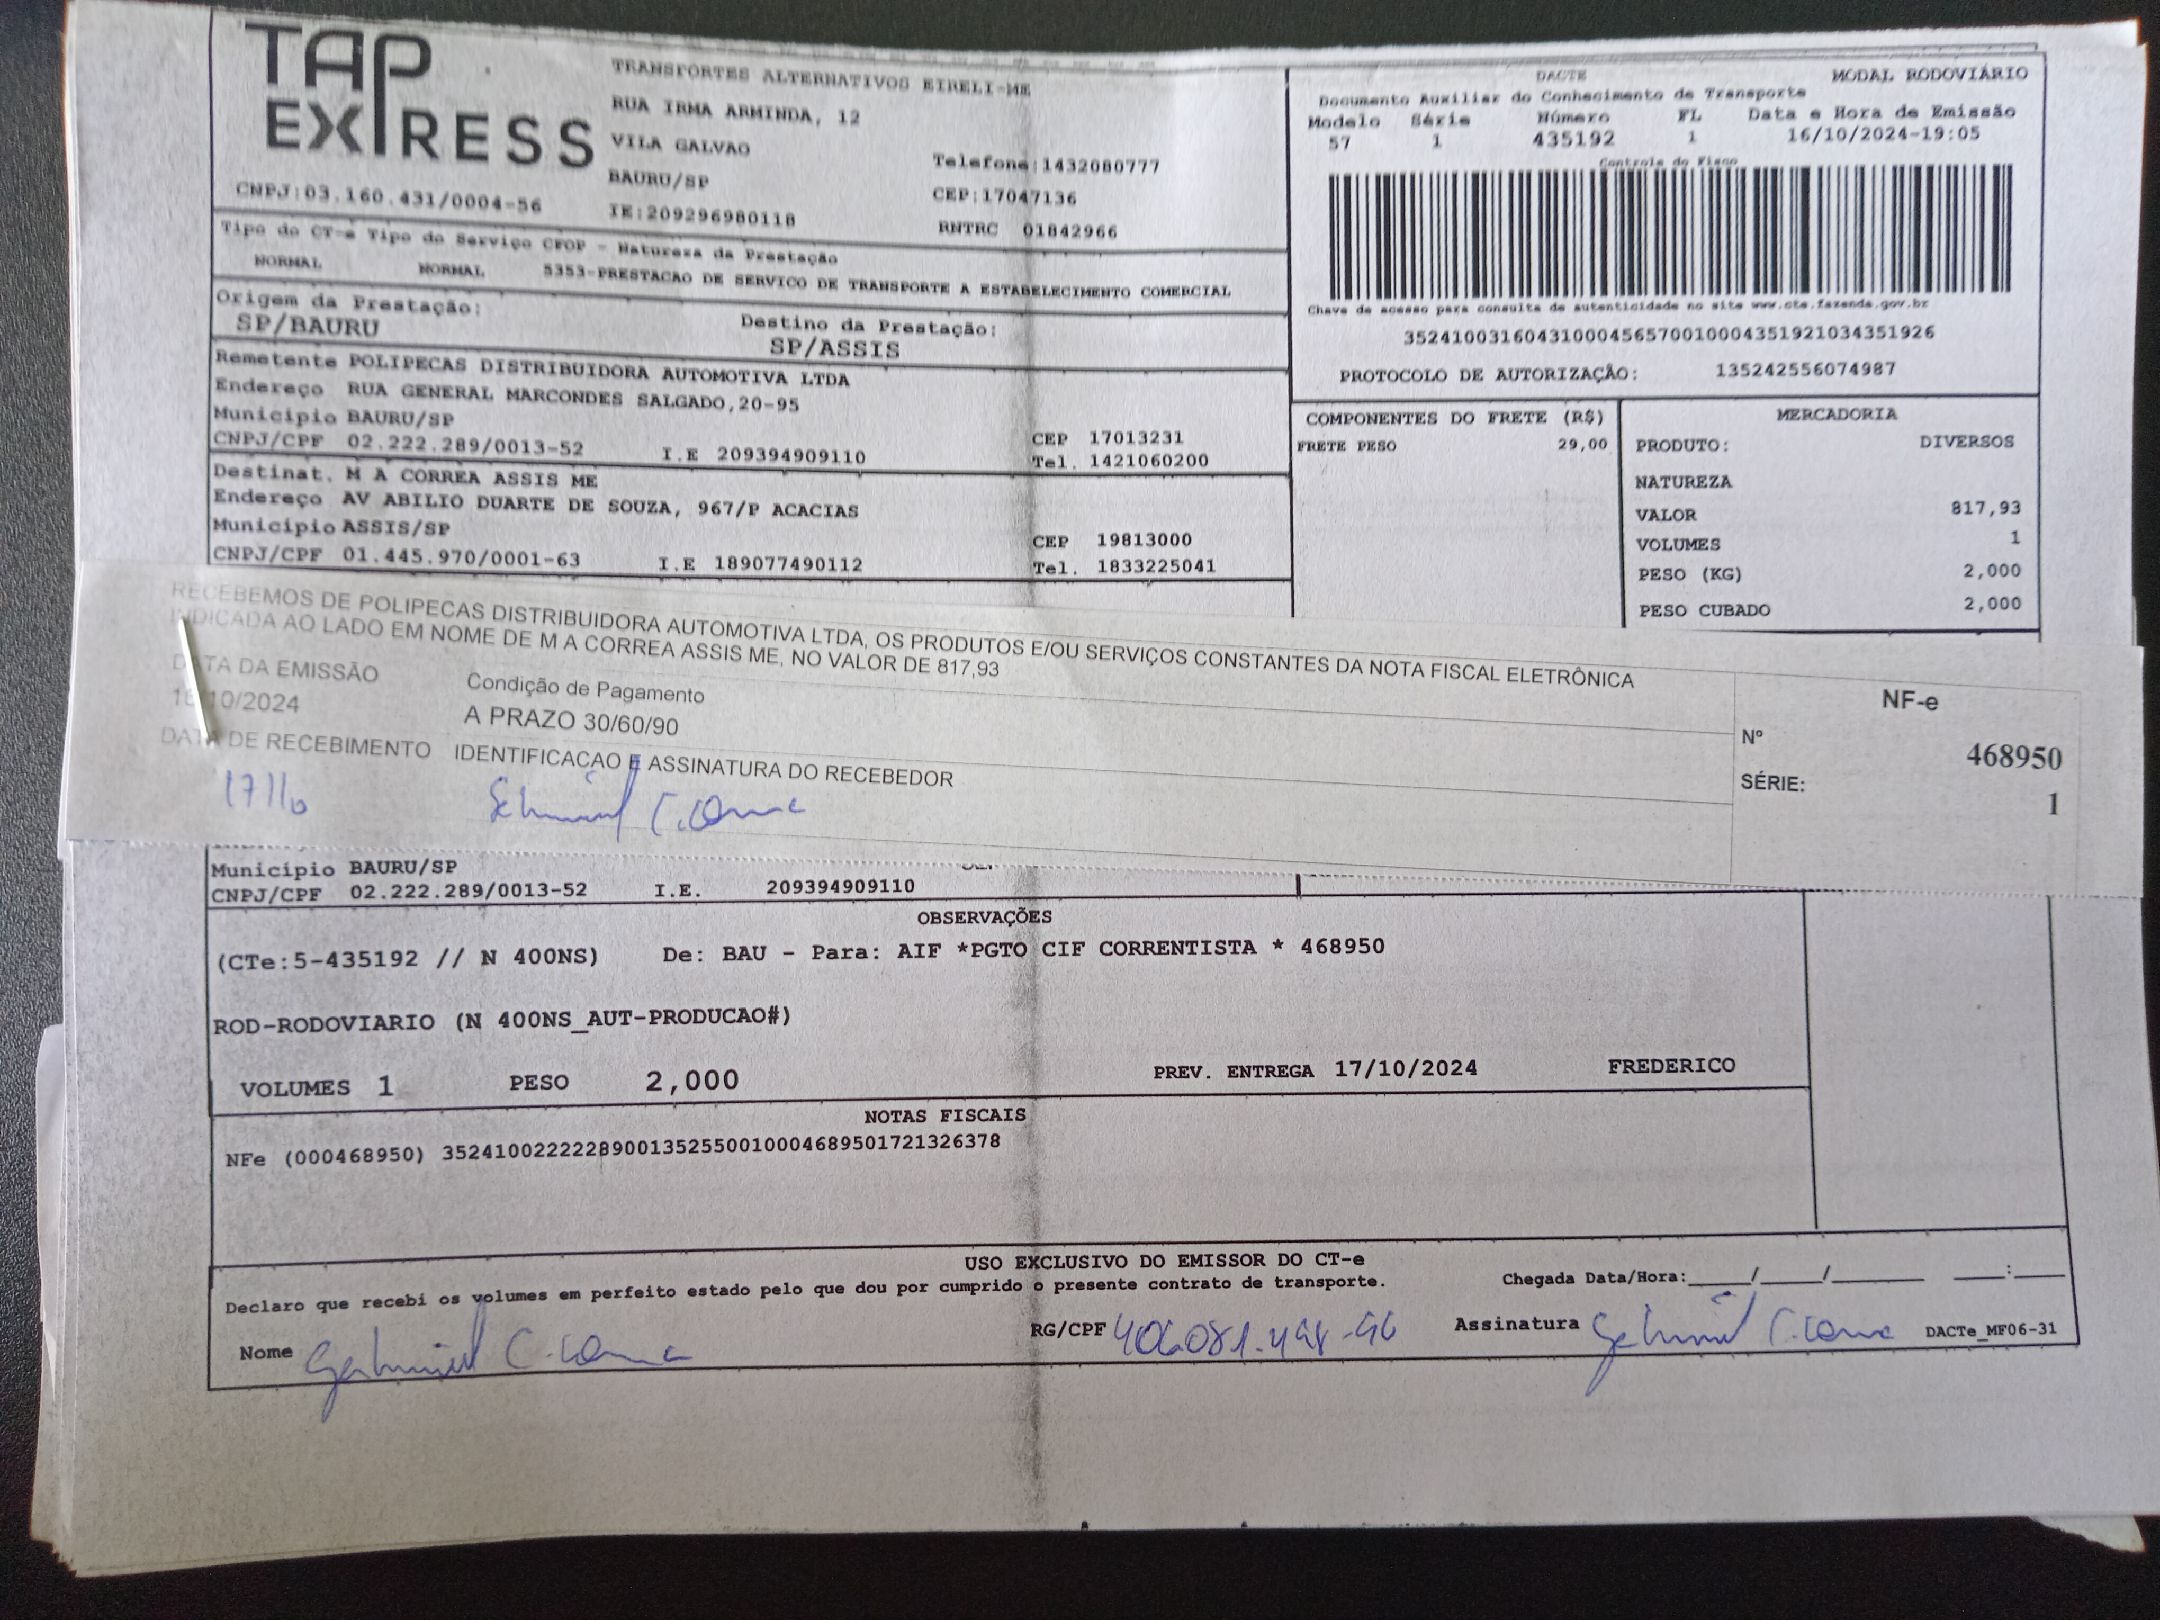 TAP EXPRESS
TRANSPORTES ALTERNATIVOS EIRELI-ME
RUA IRMA ARMINDA, 12
VILA GALVAO
BAURU/SP
Telefone:1432080777
CEP:17047136
CNPJ:03.160.431/0004-56
IE:209296980118
RNTRC 01842966
DACTE
MODAL RODOVIÁRIO
Documento Auxiliar do Conhecimento de Transporte
Modelo Série Número FL Data e Hora de Emissão
57 1 435192 1 16/10/2024-19:05
Controle do Fisco
Chave de acesso para consulta de autenticidade no site www.cte.fazenda.gov.br
35241003160431000456570010004351921034351926
PROTOCOLO DE AUTORIZAÇÃO: 135242556074987
Tipo do CT-e Tipo do Serviço CFOP - Natureza da Prestação
NORMAL NORMAL 5353-PRESTACAO DE SERVICO DE TRANSPORTE A ESTABELECIMENTO COMERCIAL
Origem da Prestação:
SP/BAURU
Destino da Prestação:
SP/ASSIS
Remetente POLIPECAS DISTRIBUIDORA AUTOMOTIVA LTDA
Endereço RUA GENERAL MARCONDES SALGADO,20-95
Município BAURU/SP
CEP 17013231
CNPJ/CPF 02.222.289/0013-52 I.E 209394909110
Tel. 1421060200
Destinat. M A CORREA ASSIS ME
Endereço AV ABILIO DUARTE DE SOUZA, 967/P ACACIAS
Município ASSIS/SP
CEP 19813000
CNPJ/CPF 01.445.970/0001-63 I.E 189077490112
Tel. 1833225041
COMPONENTES DO FRETE (R$)
FRETE PESO 29,00
MERCADORIA
PRODUTO: DIVERSOS
NATUREZA
VALOR 817,93
VOLUMES 1
PESO (KG) 2,000
PESO CUBADO 2,000
RECEBEMOS DE POLIPECAS DISTRIBUIDORA AUTOMOTIVA LTDA, OS PRODUTOS E/OU SERVIÇOS CONSTANTES DA NOTA FISCAL ELETRÔNICA
INDICADA AO LADO EM NOME DE M A CORREA ASSIS ME, NO VALOR DE 817,93
DATA DA EMISSÃO
16/10/2024
Condição de Pagamento
A PRAZO 30/60/90
DATA DE RECEBIMENTO IDENTIFICACAO E ASSINATURA DO RECEBEDOR
17/10
NF-e
Nº 468950
SÉRIE: 1
Município BAURU/SP
CNPJ/CPF 02.222.289/0013-52 I.E. 209394909110
OBSERVAÇÕES
(CTe:5-435192 // N 400NS) De: BAU - Para: AIF *PGTO CIF CORRENTISTA * 468950
ROD-RODOVIARIO (N 400NS_AUT-PRODUCAO#)
VOLUMES 1 PESO 2,000 PREV. ENTREGA 17/10/2024 FREDERICO
NOTAS FISCAIS
NFe (000468950) 35241002222289001352550010004689501721326378
USO EXCLUSIVO DO EMISSOR DO CT-e
Declaro que recebi os volumes em perfeito estado pelo que dou por cumprido o presente contrato de transporte.
Chegada Data/Hora:____/____/______ ___:___
Nome
RG/CPF
Assinatura
DACTe_MF06-31